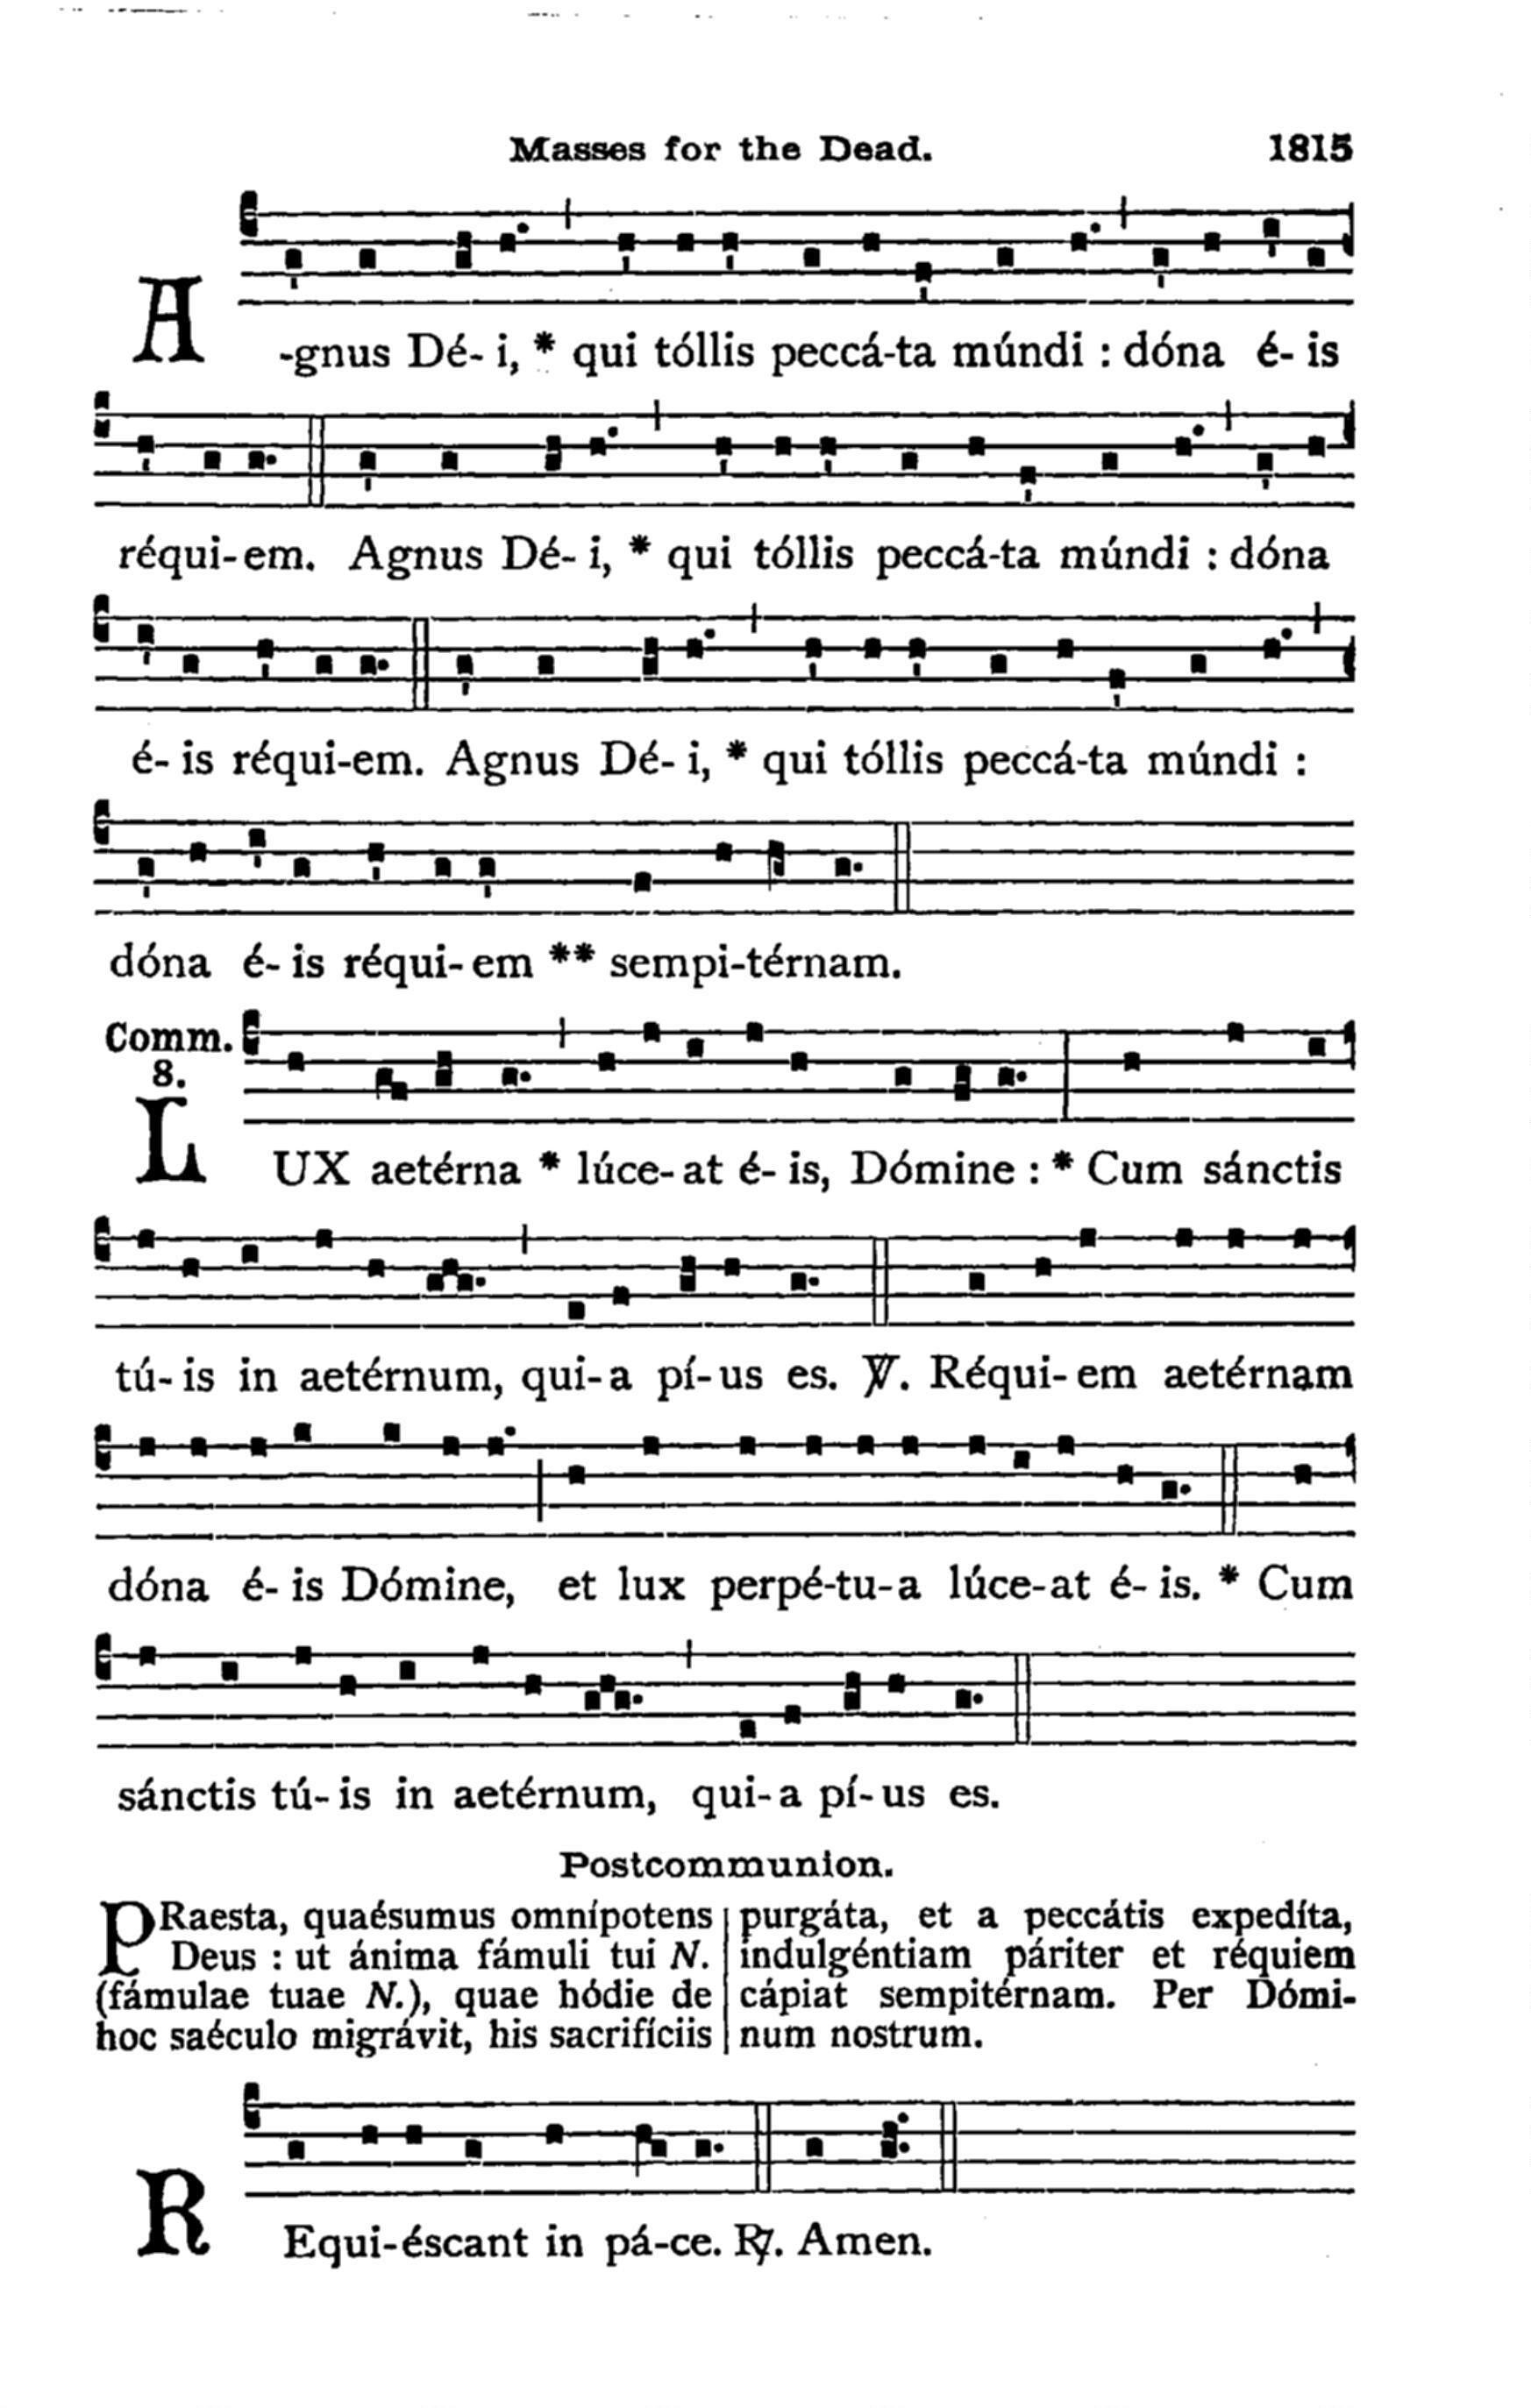 Masses for the Dead. 1815
A-gnus Dé- i, * qui tóllis peccá-ta múndi : dóna é- is
réqui-em. Agnus Dé- i, * qui tóllis peccá-ta múndi : dóna
é- is réqui-em. Agnus Dé- i, * qui tóllis peccá-ta múndi :
dóna é- is réqui-em ** sempi-térnam.
Comm.
8.
LUX aetérna * lúce-at é- is, Dómine : * Cum sánctis
tú- is in aetérnum, qui-a pí-us es. ℣. Réqui-em aetérnam
dóna é- is Dómine, et lux perpé-tu-a lúce-at é- is. * Cum
sánctis tú- is in aetérnum, qui-a pí-us es.
Postcommunion.
PRaesta, quaésumus omnípotens
Deus : ut ánima fámuli tui N.
(fámulae tuae N.), quae hódie de
hoc saéculo migrávit, his sacrifíciis
purgáta, et a peccátis expedíta,
indulgéntiam páriter et réquiem
cápiat sempitérnam. Per Dómi-
num nostrum.
REqui-éscant in pá-ce. ℟. Amen.